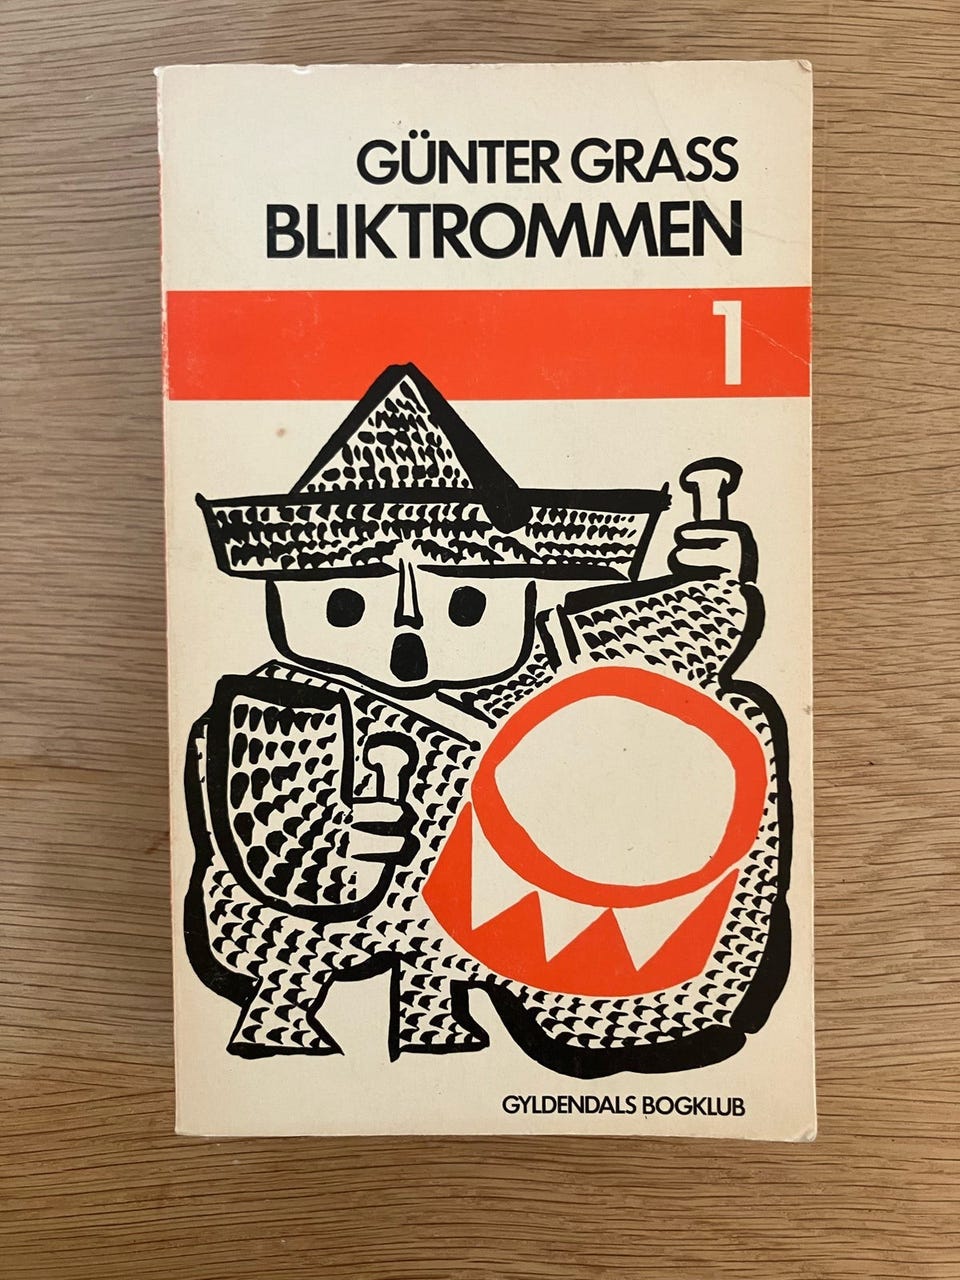 GÜNTER GRASS
BLIKTROMMEN
1
GYLDENDALS BOGKLUB